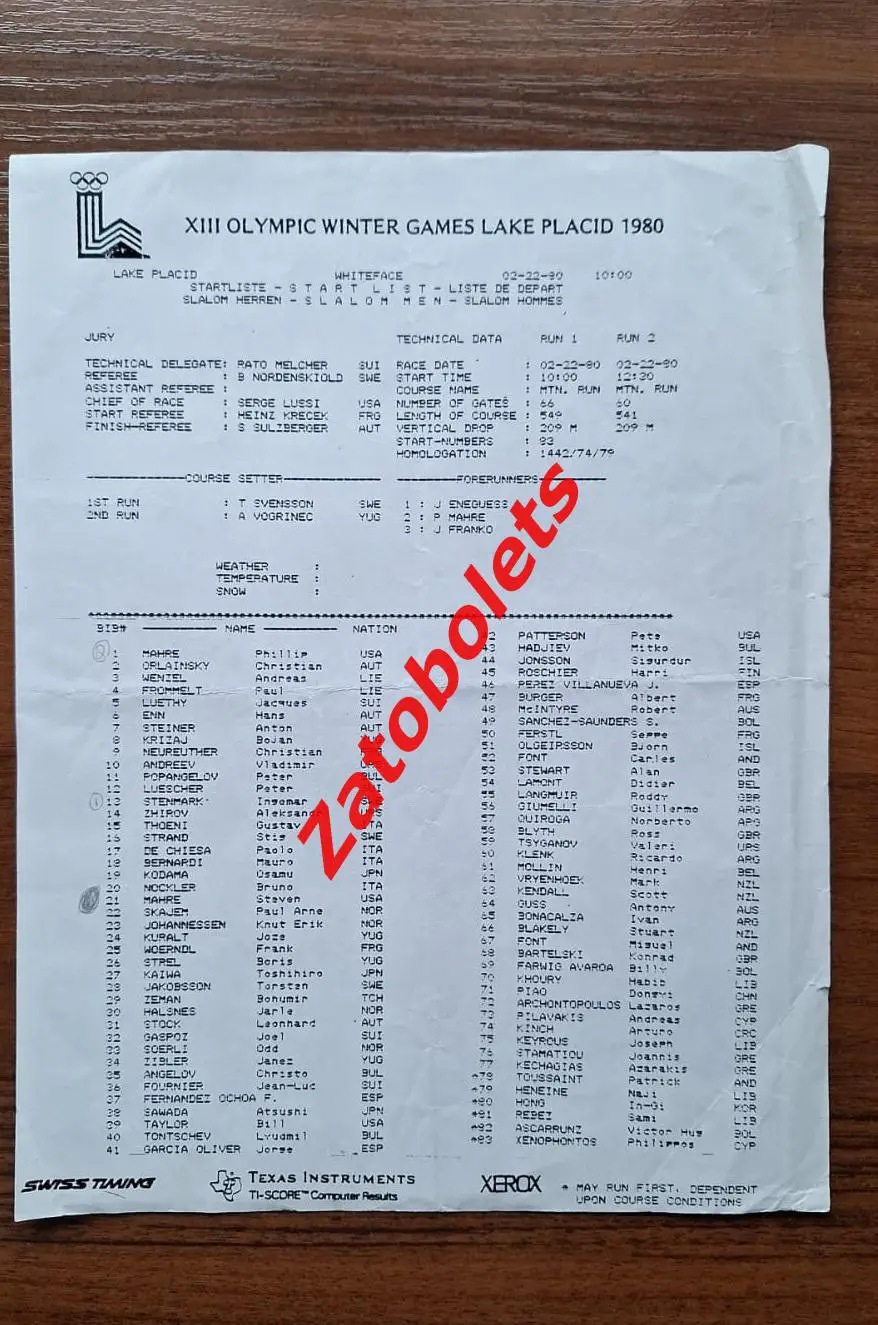 XIII OLYMPIC WINTER GAMES LAKE PLACID 1980
LAKE PLACID WHITEFACE 02-22-80 10:00
STARTLISTE - S T A R T L I S T - LISTE DE DEPART
SLALOM HERREN - S L A L O M M E N - SLALOM HOMMES
JURY
TECHNICAL DELEGATE: RATO MELCHER SUI
REFEREE : B NORDENSKIOLD SWE
ASSISTANT REFEREE :
CHIEF OF RACE : SERGE LUSSI USA
START REFEREE : HEINZ KRECEK FRG
FINISH-REFEREE : S SULZBERGER AUT
TECHNICAL DATA RUN 1 RUN 2
RACE DATE : 02-22-80 02-22-80
START TIME : 10:00 12:30
COURSE NAME : MTN. RUN MTN. RUN
NUMBER OF GATES : 66 60
LENGTH OF COURSE : 549 541
VERTICAL DROP : 209 M 209 M
START-NUMBERS : 83
HOMOLOGATION : 1442/74/79
COURSE SETTER
1ST RUN : T SVENSSON SWE
2ND RUN : A VOGRINEC YUG
FORERUNNERS
1 : J ENEGUESS
2 : P MAHRE
3 : J FRANKO
WEATHER :
TEMPERATURE :
SNOW :
BIB# NAME NATION
2 1 MAHRE Phillip USA
2 ORLAINSKY Christian AUT
3 WENZEL Andreas LIE
4 FROMMELT Paul LIE
5 LUETHY Jacques SUI
6 ENN Hans AUT
7 STEINER Anton AUT
8 KRIZAJ Bojan YUG
9 NEUREUTHER Christian FRG
10 ANDREEV Vladimir URS
11 POPANGELOV Peter BUL
12 LUESCHER Peter SUI
1 13 STENMARK Ingomar SWE
14 ZHIROV Aleksandr URS
15 THOENI Gustav ITA
16 STRAND Stig SWE
17 DE CHIESA Paolo ITA
18 BERNARDI Mauro ITA
19 KODAMA Osamu JPN
20 NOCKLER Bruno ITA
21 MAHRE Steven USA
22 SKAJEM Paul Arne NOR
23 JOHANNESSEN Knut Erik NOR
24 KURALT Joze YUG
25 WOERNDL Frank FRG
26 STREL Boris YUG
27 KAIWA Toshihiro JPN
28 JAKOBSSON Torsten SWE
29 ZEMAN Bohumir TCH
30 HALSNES Jarle NOR
31 STOCK Leonhard AUT
32 GASPOZ Joel SUI
33 SOERLI Odd NOR
34 ZIBLER Janez YUG
35 ANGELOV Christo BUL
36 FOURNIER Jean-Luc SUI
37 FERNANDEZ OCHOA F. ESP
38 SAWADA Atsushi JPN
39 TAYLOR Bill USA
40 TONTSCHEV Lyudmil BUL
41 GARCIA OLIVER Jorge ESP
42 PATTERSON Pete USA
43 HADJIEV Mitko BUL
44 JONSSON Sigurdur ISL
45 ROSCHIER Harri FIN
46 PEREZ VILLANUEVA J. ESP
47 BURGER Albert FRG
48 McINTYRE Robert AUS
49 SANCHEZ-SAUNDERS S. BOL
50 FERSTL Seppe FRG
51 OLGEIRSSON Bjorn ISL
52 FONT Carles AND
53 STEWART Alan GBR
54 LAMONT Didier BEL
55 LANGMUIR Roddy GBR
56 GIUMELLI Guillermo ARG
57 QUIROGA Norberto ARG
58 BLYTH Ross GBR
59 TSYGANOV Valeri URS
60 KLENK Ricardo ARG
61 MOLLIN Henri BEL
62 VRYENHOEK Mark NZL
63 KENDALL Scott NZL
64 GUSS Antony AUS
65 BONACALZA Ivan ARG
66 BLAKELY Stuart NZL
67 FONT Miguel AND
68 BARTELSKI Konrad GBR
69 FARWIG AVAROA Billy BOL
70 KHOURY Habib LIB
71 PIAO Dongyi CHN
72 ARCHONTOPOULOS Lazaros GRE
73 PILAVAKIS Andreas CYP
74 KINCH Arturo CRC
75 KEYROUS Joseph LIB
76 STAMATIOU Joannis GRE
77 KECHAGIAS Azarakis GRE
*78 TOUSSAINT Patrick AND
*79 HENEINE Naji LIB
*80 HONG In-Gi KOR
*81 REBEZ Sami LIB
*82 ASCARRUNZ Victor Hug BOL
*83 XENOPHONTOS Philippos CYP
SWISS TIMING
TEXAS INSTRUMENTS
TI-SCORE™ Computer Results
XEROX
* MAY RUN FIRST, DEPENDENT
UPON COURSE CONDITIONS
Zatobolets